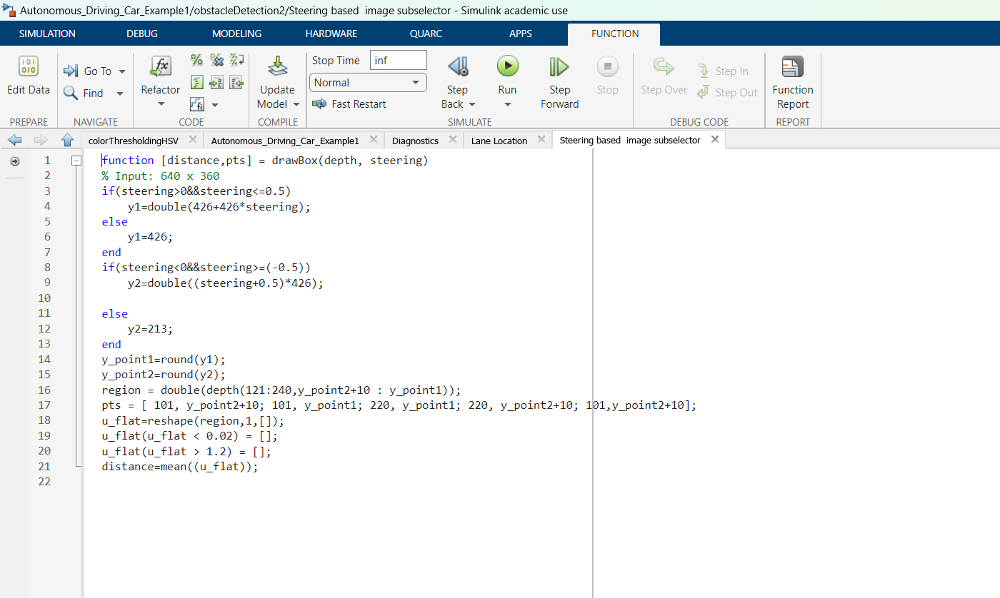 Autonomous_Driving_Car_Example1/obstacleDetection2/Steering based  image subselector - Simulink academic use
SIMULATION DEBUG MODELING HARDWARE QUARC APPS FUNCTION
Edit Data
PREPARE
Go To
Find
NAVIGATE
Refactor
CODE
Update
Model
COMPILE
Stop Time inf
Normal
Fast Restart
Step
Back
Run
Step
Forward
Stop
SIMULATE
Step Over
Step In
Step Out
DEBUG CODE
Function
Report
REPORT
colorThresholdingHSV Autonomous_Driving_Car_Example1 Diagnostics Lane Location Steering based  image subselector
1 function [distance,pts] = drawBox(depth, steering)
2 % Input: 640 x 360
3 if(steering>0&&steering<=0.5)
4     y1=double(426+426*steering);
5 else
6     y1=426;
7 end
8 if(steering<0&&steering>=(-0.5))
9     y2=double((steering+0.5)*426);
10
11 else
12     y2=213;
13 end
14 y_point1=round(y1);
15 y_point2=round(y2);
16 region = double(depth(121:240,y_point2+10 : y_point1));
17 pts = [ 101, y_point2+10; 101, y_point1; 220, y_point1; 220, y_point2+10; 101,y_point2+10];
18 u_flat=reshape(region,1,[]);
19 u_flat(u_flat < 0.02) = [];
20 u_flat(u_flat > 1.2) = [];
21 distance=mean((u_flat));
22